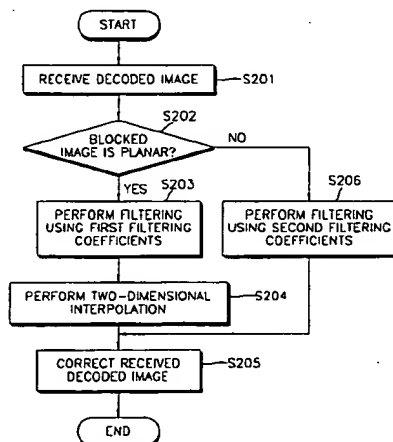 START
RECEIVE DECODED IMAGE
S201
S202
BLOCKED
IMAGE IS PLANAR?
NO
YES
S203
PERFORM FILTERING
USING FIRST FILTERING
COEFFICIENTS
S206
PERFORM FILTERING
USING SECOND FILTERING
COEFFICIENTS
PERFORM TWO-DIMENSIONAL
INTERPOLATION
S204
CORRECT RECEIVED
DECODED IMAGE
S205
END